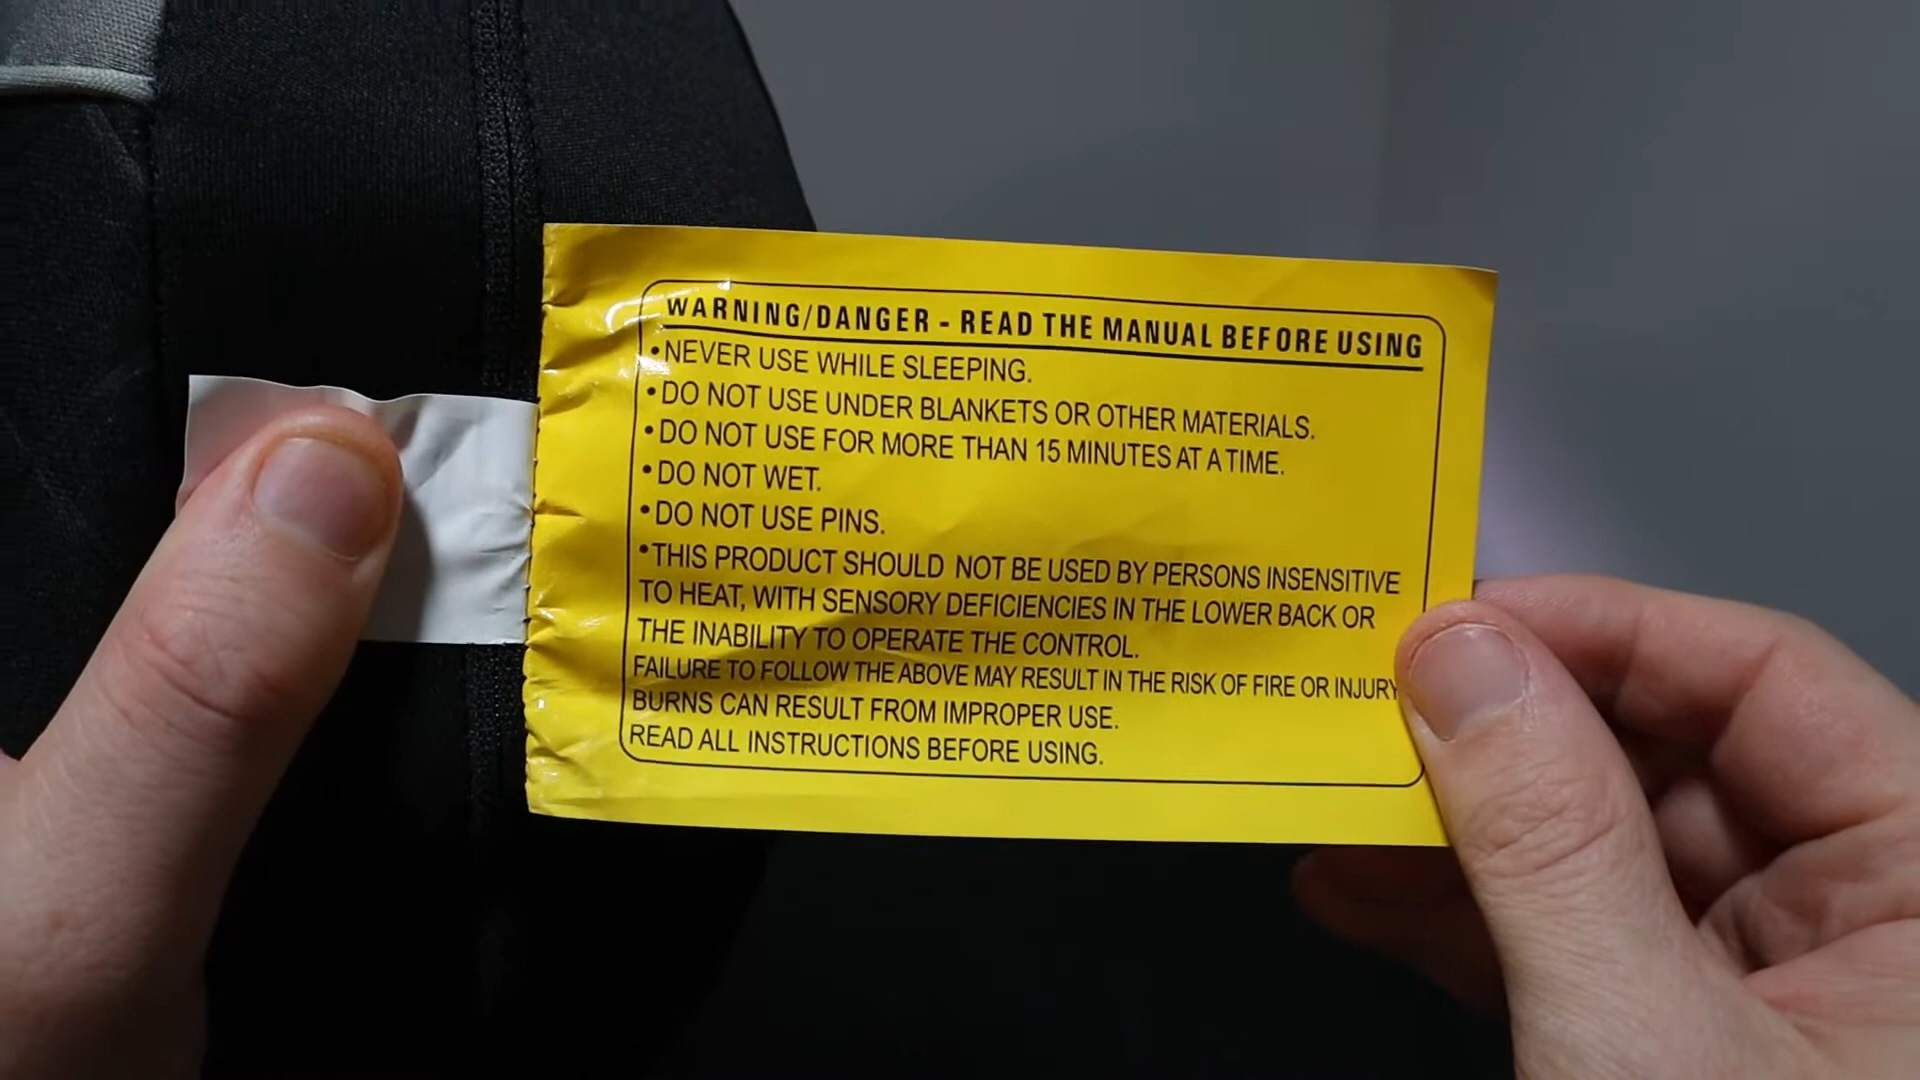 WARNING/DANGER - READ THE MANUAL BEFORE USING
•NEVER USE WHILE SLEEPING.
•DO NOT USE UNDER BLANKETS OR OTHER MATERIALS.
•DO NOT USE FOR MORE THAN 15 MINUTES AT A TIME.
•DO NOT WET.
•DO NOT USE PINS.
•THIS PRODUCT SHOULD NOT BE USED BY PERSONS INSENSITIVE
TO HEAT, WITH SENSORY DEFICIENCIES IN THE LOWER BACK OR
THE INABILITY TO OPERATE THE CONTROL.
FAILURE TO FOLLOW THE ABOVE MAY RESULT IN THE RISK OF FIRE OR INJURY
BURNS CAN RESULT FROM IMPROPER USE.
READ ALL INSTRUCTIONS BEFORE USING.